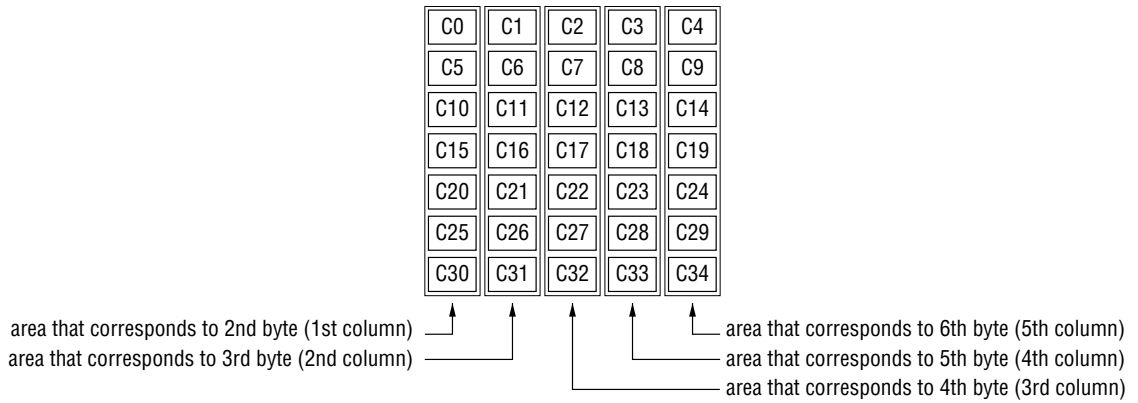 C0 C1 C2 C3 C4
C5 C6 C7 C8 C9
C10 C11 C12 C13 C14
C15 C16 C17 C18 C19
C20 C21 C22 C23 C24
C25 C26 C27 C28 C29
C30 C31 C32 C33 C34
area that corresponds to 2nd byte (1st column)
area that corresponds to 3rd byte (2nd column)
area that corresponds to 6th byte (5th column)
area that corresponds to 5th byte (4th column)
area that corresponds to 4th byte (3rd column)